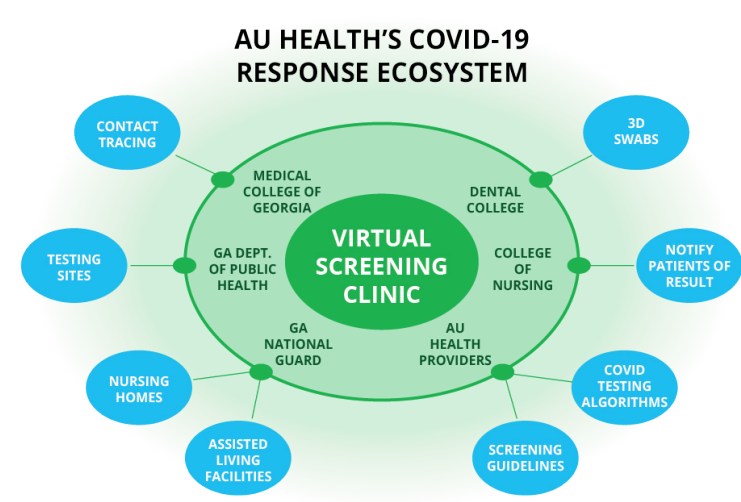 AU HEALTH'S COVID-19
RESPONSE ECOSYSTEM
CONTACT
TRACING
3D
SWABS
MEDICAL
COLLEGE OF
GEORGIA
DENTAL
COLLEGE
VIRTUAL
SCREENING
CLINIC
TESTING
SITES
GA DEPT.
OF PUBLIC
HEALTH
COLLEGE
OF
NURSING
NOTIFY
PATIENTS OF
RESULT
GA
NATIONAL
GUARD
AU
HEALTH
PROVIDERS
NURSING
HOMES
COVID
TESTING
ALGORITHMS
ASSISTED
LIVING
FACILITIES
SCREENING
GUIDELINES